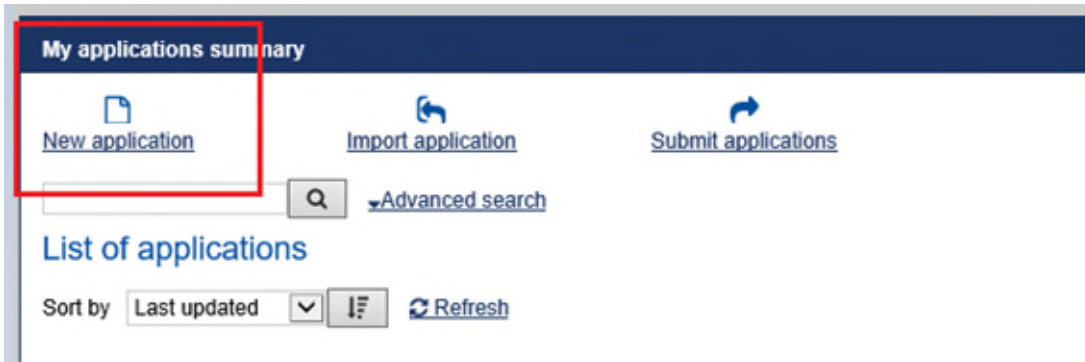 My applications summary
New application Import application Submit applications
Advanced search
List of applications
Sort by Last updated Refresh